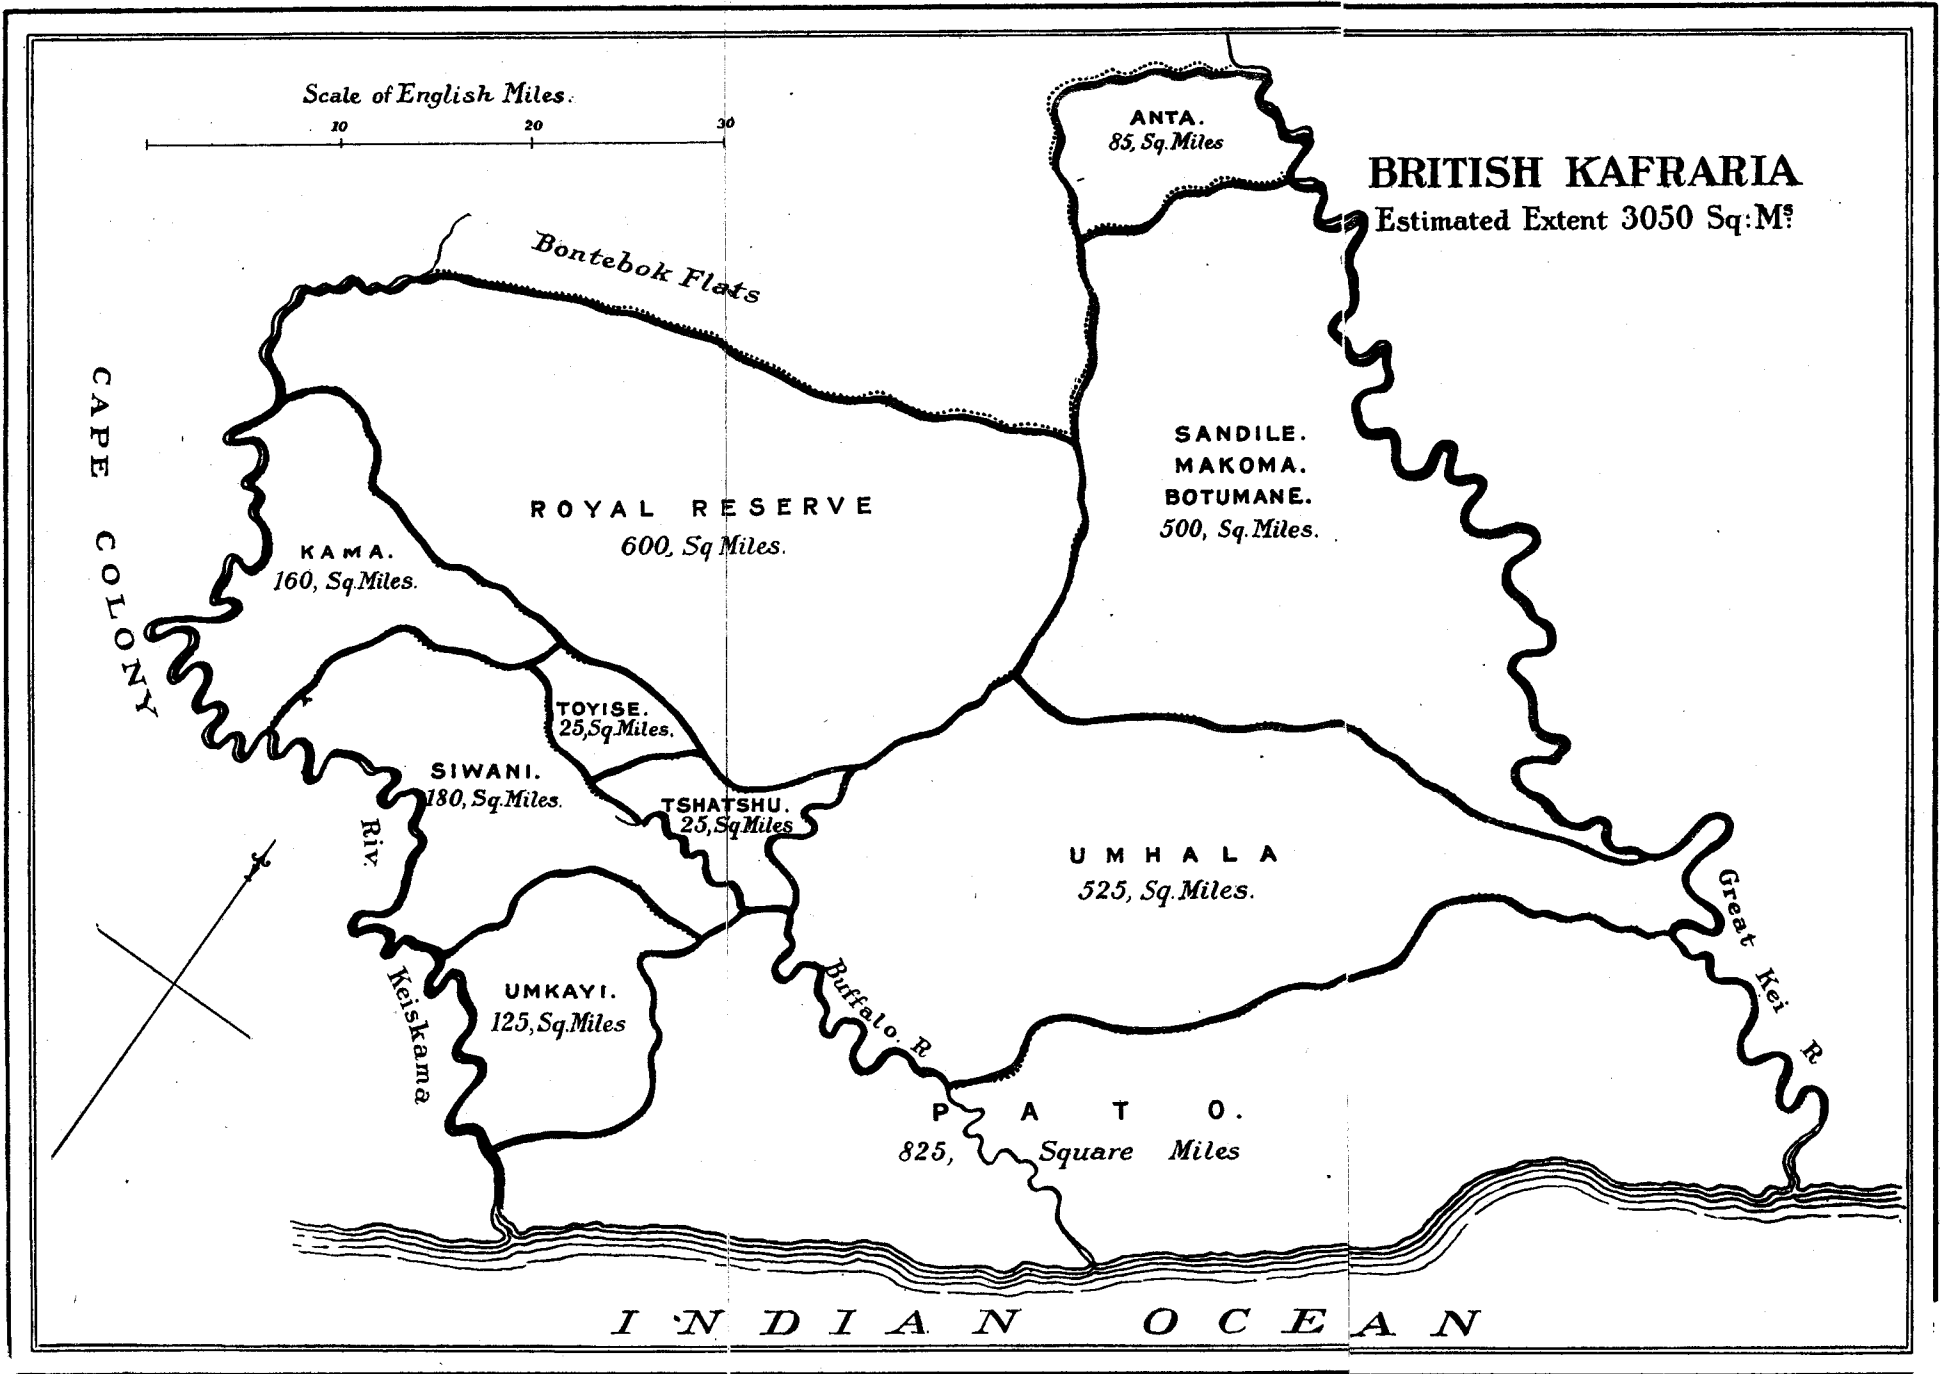 Scale of English Miles.
10 20 30
ANTA.
85, Sq.Miles
BRITISH KAFRARIA
Estimated Extent 3050 Sq:Ms.
Bontebok Flats
CAPE COLONY
SANDILE.
MAKOMA.
BOTUMANE.
500, Sq.Miles.
ROYAL RESERVE
600, Sq Miles.
KAMA.
160, Sq.Miles.
TOYISE.
25,Sq.Miles.
SIWANI.
180, Sq.Miles.
TSHATSHU.
25,Sq Miles
Riv.
Keiskama
UMHALA
525, Sq.Miles.
Great Kei R
UMKAYI.
125,Sq.Miles
Buffalo. R
PATO.
825, Square Miles
INDIAN OCEAN